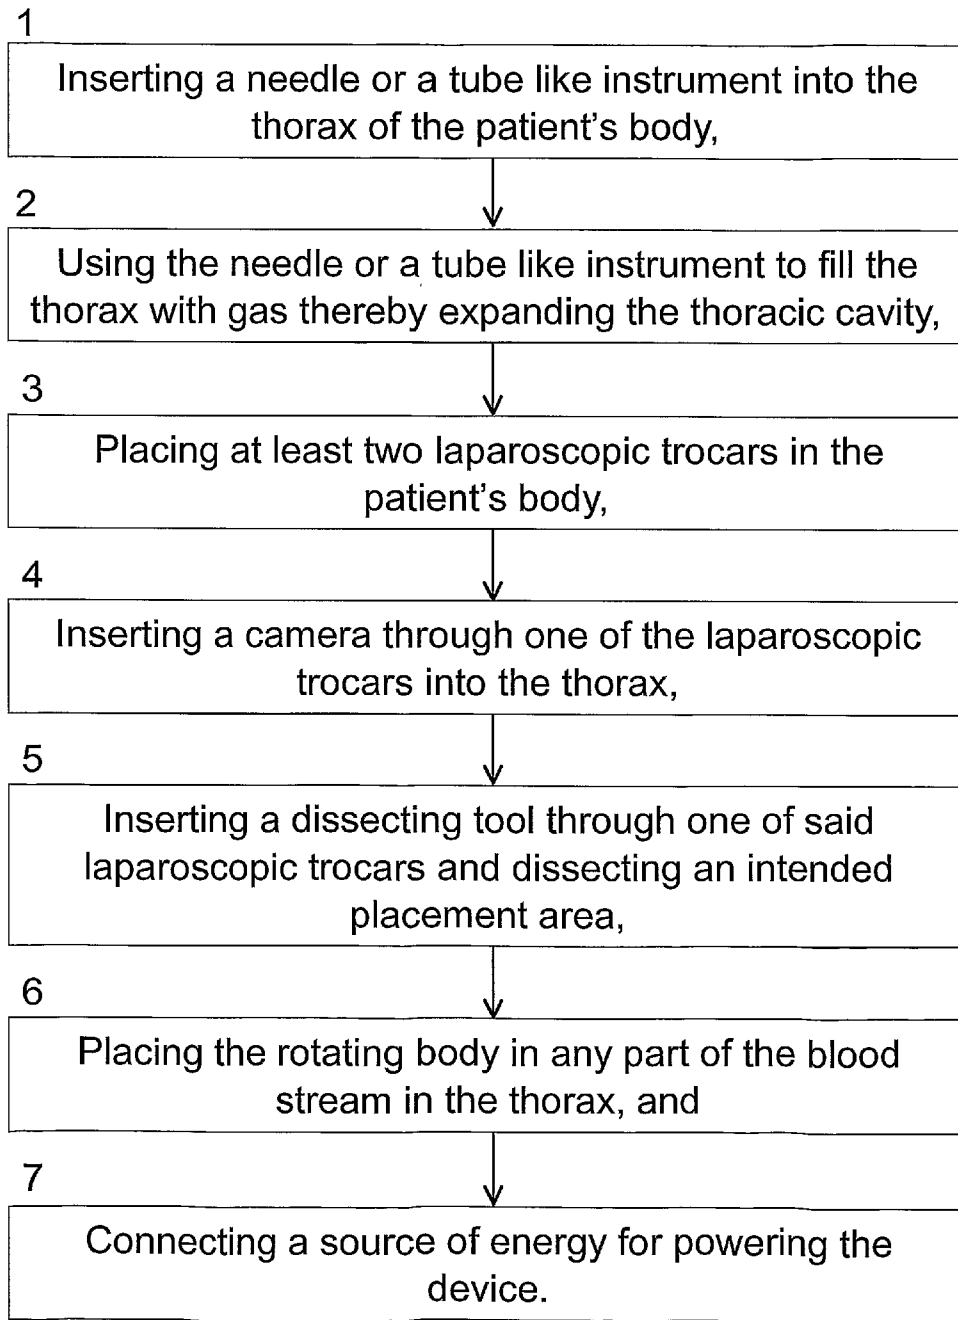 1
Inserting a needle or a tube like instrument into the
thorax of the patient's body,
2
Using the needle or a tube like instrument to fill the
thorax with gas thereby expanding the thoracic cavity,
3
Placing at least two laparoscopic trocars in the
patient's body,
4
Inserting a camera through one of the laparoscopic
trocars into the thorax,
5
Inserting a dissecting tool through one of said
laparoscopic trocars and dissecting an intended
placement area,
6
Placing the rotating body in any part of the blood
stream in the thorax, and
7
Connecting a source of energy for powering the
device.